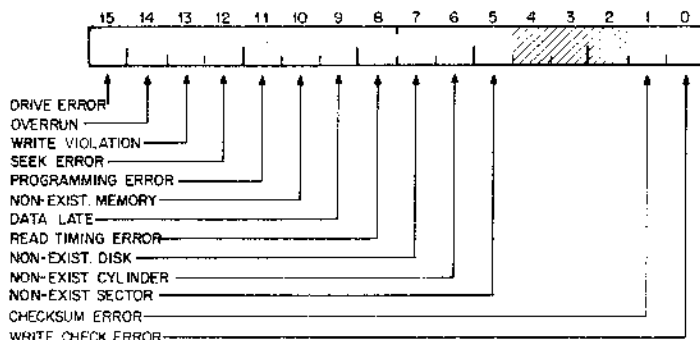 15 14 13 12 11 10 9 8 7 6 5 4 3 2 1 0
DRIVE ERROR
OVERRUN
WRITE VIOLATION
SEEK ERROR
PROGRAMMING ERROR
NON-EXIST. MEMORY
DATA LATE
READ TIMING ERROR
NON-EXIST. DISK
NON-EXIST CYLINDER
NON-EXIST SECTOR
CHECKSUM ERROR
WRITE CHECK ERROR